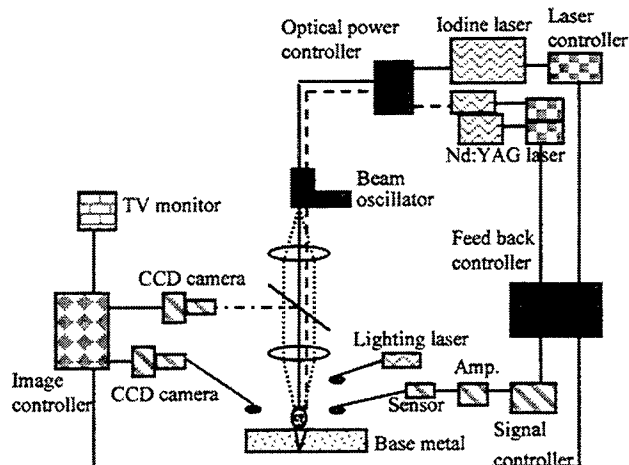 Optical power
controller
Iodine laser
Laser
controller
Nd:YAG laser
Beam
oscillator
TV monitor
Feed back
controller
CCD camera
Lighting laser
Amp.
Image
controller
CCD camera
Sensor
Signal
controller
Base metal